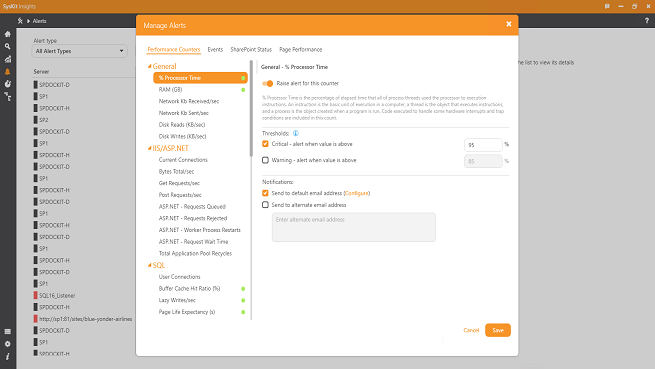 SysKit Insights
Alerts
Alert type
All Alert Types
Server
SPDOCKIT-D
SP1
SPDOCKIT-H
SP2
SPDOCKIT-D
SP1
SPDOCKIT-H
SPDOCKIT-D
SP1
SPDOCKIT-H
SPDOCKIT-D
SP1
SPDOCKIT-D
SPDOCKIT-H
SP1
SPDOCKIT-H
SPDOCKIT-D
SP1
SQL16_Listener
SPDOCKIT-H
http://sp1:81/sites/blue-yonder-airlines
SPDOCKIT-D
SP1
SPDOCKIT-H
the list to view its details
Manage Alerts
Performance Counters
Events
SharePoint Status
Page Performance
General
% Processor Time
RAM (GB)
Network Kb Received/sec
Network Kb Sent/sec
Disk Reads (KB/sec)
Disk Writes (KB/sec)
IIS/ASP.NET
Current Connections
Bytes Total/sec
Get Requests/sec
Post Requests/sec
ASP.NET - Requests Queued
ASP.NET - Requests Rejected
ASP.NET - Worker Process Restarts
ASP.NET - Request Wait Time
Total Application Pool Recycles
SQL
User Connections
Buffer Cache Hit Ratio (%)
Lazy Writes/sec
Page Life Expectancy (s)
General - % Processor Time
Raise alert for this counter
% Processor Time is the percentage of elapsed time that all of process threads used the processor to execution
instructions. An instruction is the basic unit of execution in a computer, a thread is the object that executes instructions,
and a process is the object created when a program is run. Code executed to handle some hardware interrupts and trap
conditions are included in this count.
Thresholds:
Critical - alert when value is above
95
%
Warning - alert when value is above
85
%
Notifications:
Send to default email address (Configure)
Send to alternate email address
Enter alternate email address
Cancel
Save